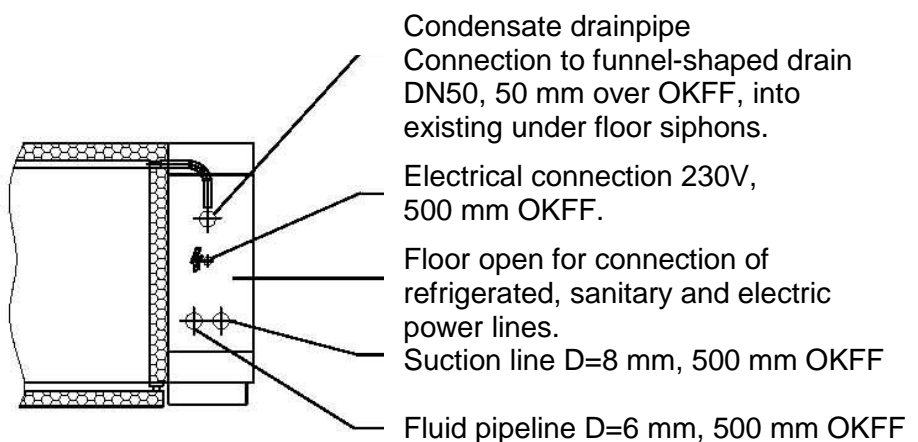 Condensate drainpipe
Connection to funnel-shaped drain
DN50, 50 mm over OKFF, into
existing under floor siphons.
Electrical connection 230V,
500 mm OKFF.
Floor open for connection of
refrigerated, sanitary and electric
power lines.
Suction line D=8 mm, 500 mm OKFF
Fluid pipeline D=6 mm, 500 mm OKFF